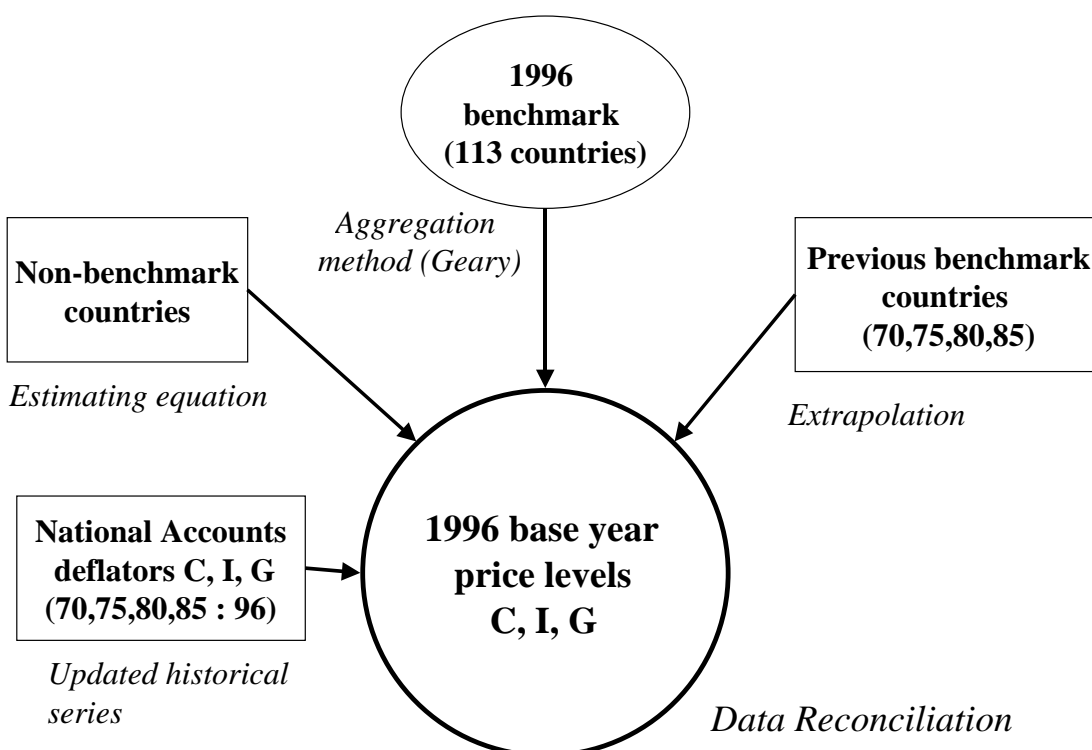 1996
benchmark
(113 countries)
Aggregation
method (Geary)
Non-benchmark
countries
Estimating equation
Previous benchmark
countries
(70,75,80,85)
Extrapolation
National Accounts
deflators C, I, G
(70,75,80,85 : 96)
Updated historical
series
1996 base year
price levels
C, I, G
Data Reconciliation